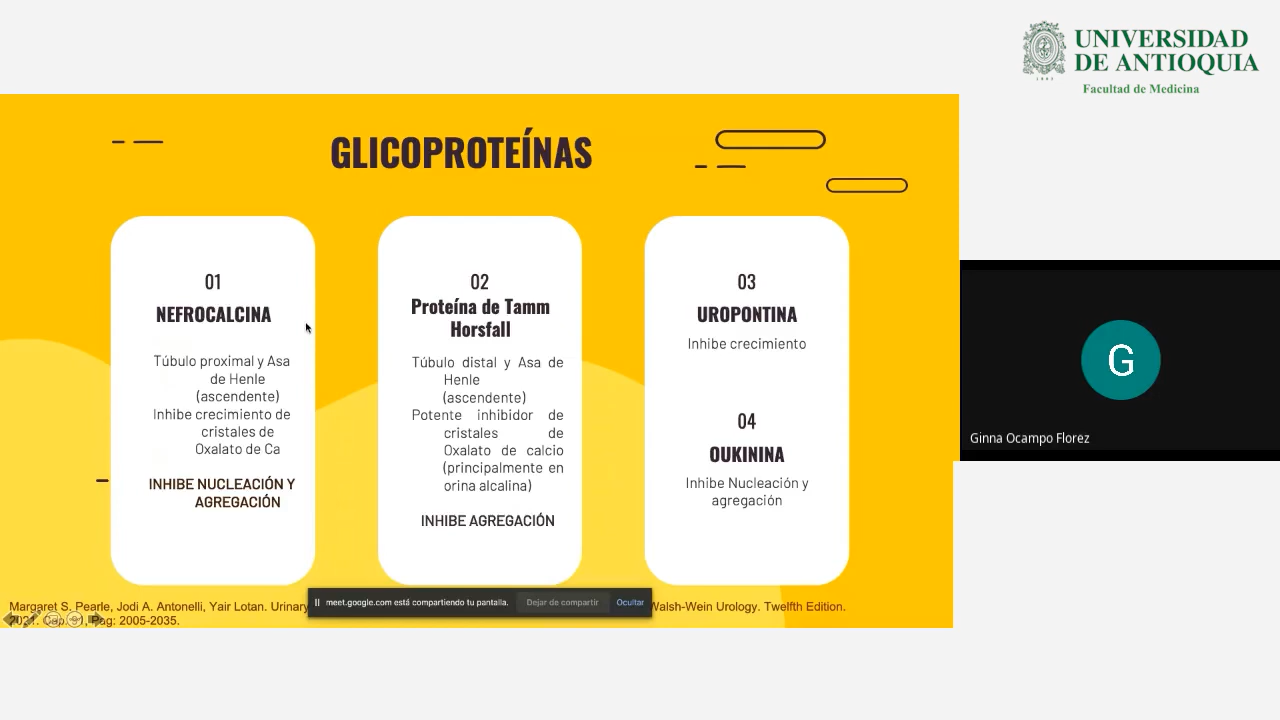 UNIVERSIDAD
DE ANTIOQUIA
Facultad de Medicina
1803
GLICOPROTEÍNAS
01
NEFROCALCINA
Túbulo proximal y Asa
de Henle
(ascendente)
Inhibe crecimiento de
cristales de
Oxalato de Ca
INHIBE NUCLEACIÓN Y
AGREGACIÓN
02
Proteína de Tamm
Horsfall
Túbulo distal y Asa de
Henle
(ascendente)
Potente inhibidor de
cristales de
Oxalato de calcio
(principalmente en
orina alcalina)
INHIBE AGREGACIÓN
03
UROPONTINA
Inhibe crecimiento
04
OUKININA
Inhibe Nucleación y
agregación
G
Ginna Ocampo Florez
meet.google.com está compartiendo tu pantalla. Dejar de compartir Ocultar
Margaret S. Pearle, Jodi A. Antonelli, Yair Lotan. Urinary Walsh-Wein Urology. Twelfth Edition.
Pag: 2005-2035.